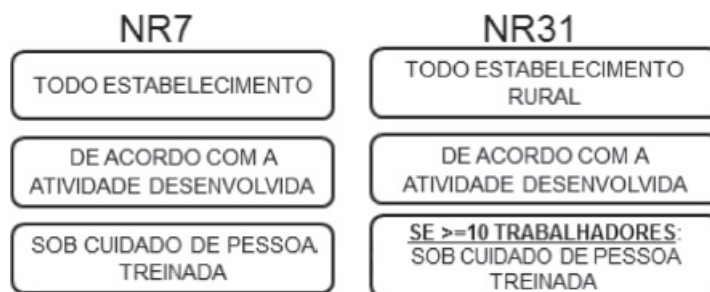 NR7
TODO ESTABELECIMENTO
DE ACORDO COM A
ATIVIDADE DESENVOLVIDA
SOB CUIDADO DE PESSOA
TREINADA
NR31
TODO ESTABELECIMENTO
RURAL
DE ACORDO COM A
ATIVIDADE DESENVOLVIDA
SE >=10 TRABALHADORES:
SOB CUIDADO DE PESSOA
TREINADA